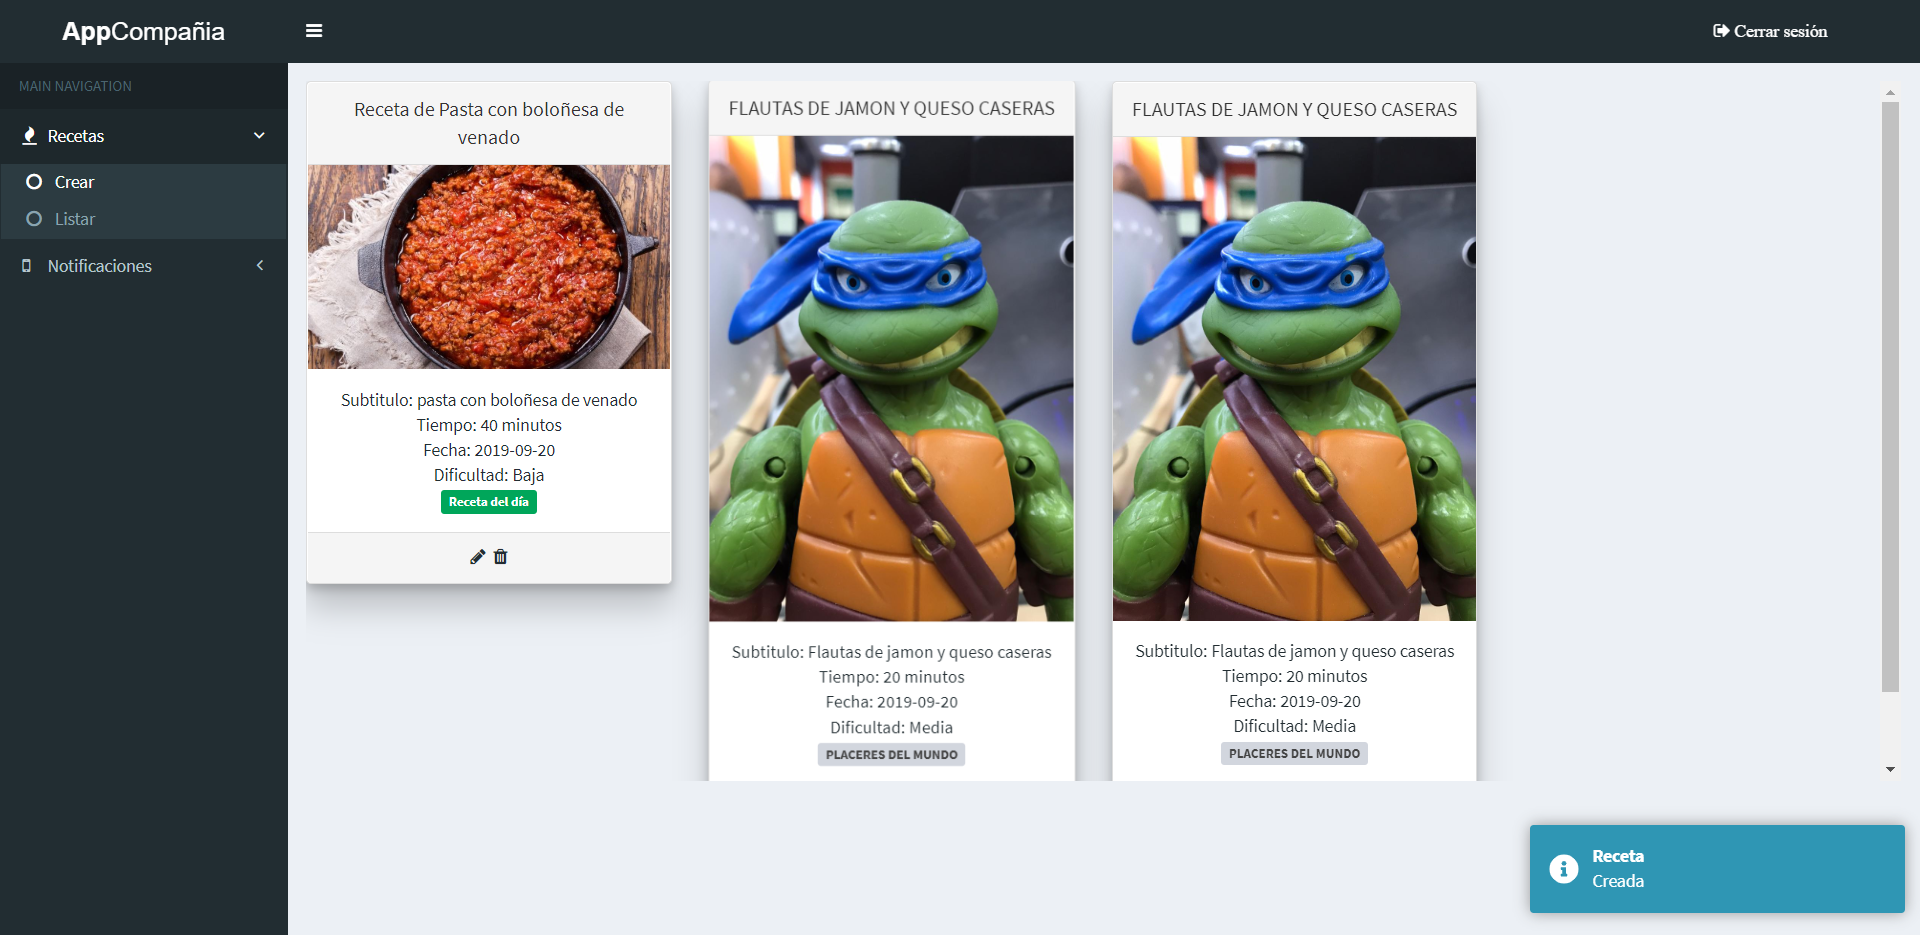 AppCompañia
Cerrar sesión
MAIN NAVIGATION
Recetas
Crear
Listar
Notificaciones
Receta de Pasta con boloñesa de
venado
Subtitulo: pasta con boloñesa de venado
Tiempo: 40 minutos
Fecha: 2019-09-20
Dificultad: Baja
Receta del día
FLAUTAS DE JAMON Y QUESO CASERAS
Subtitulo: Flautas de jamon y queso caseras
Tiempo: 20 minutos
Fecha: 2019-09-20
Dificultad: Media
PLACERES DEL MUNDO
FLAUTAS DE JAMON Y QUESO CASERAS
Subtitulo: Flautas de jamon y queso caseras
Tiempo: 20 minutos
Fecha: 2019-09-20
Dificultad: Media
PLACERES DEL MUNDO
Receta
Creada